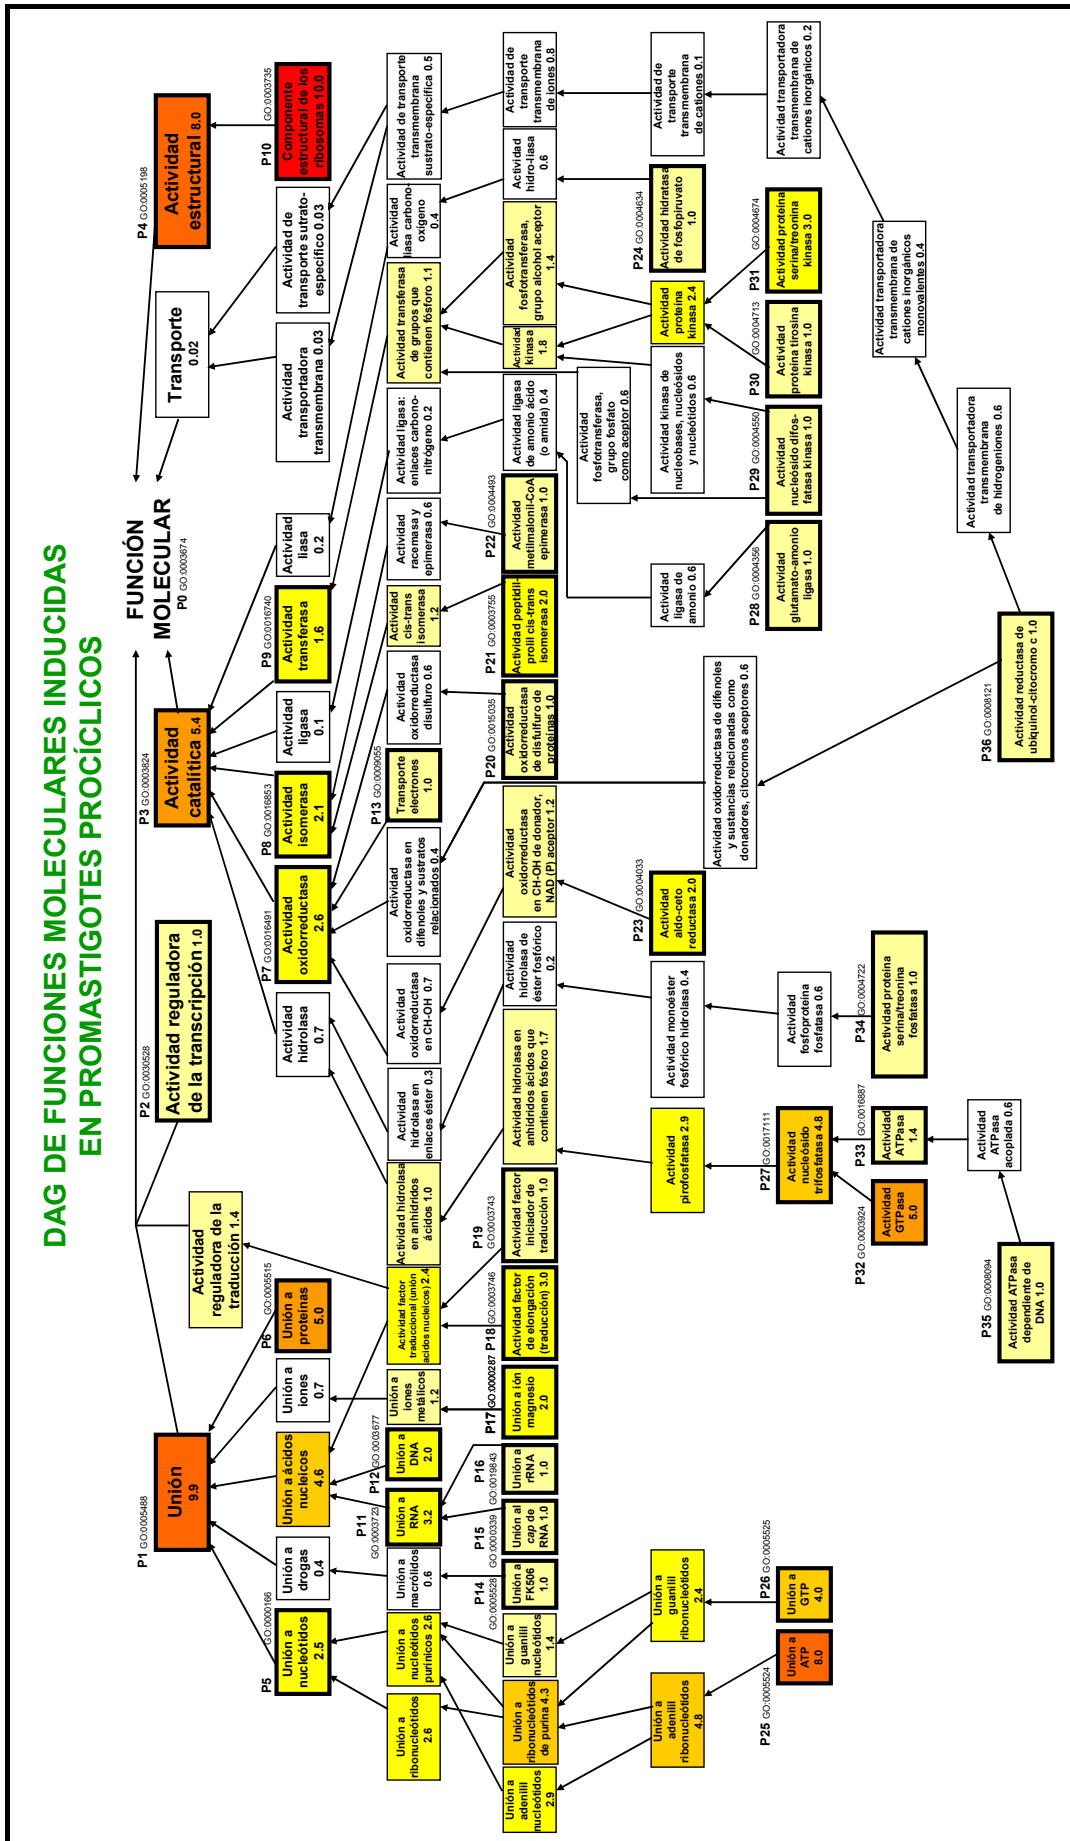 DAG DE FUNCIONES MOLECULARES INDUCIDAS
EN PROMASTIGOTES PROCÍCLICOS
FUNCIÓN
MOLECULAR
P0 GO:0003674
P1 GO:0005488
Unión
9.9
P2 GO:0030528
Actividad reguladora
de la transcripción 1.0
P3 GO:0003824
Actividad
catalítica 5.4
Transporte
0.02
P4 GO:0005198
Actividad
estructural 8.0
P5 GO:0000166
Unión a
nucleótidos
2.5
Unión a
drogas
0.4
Unión a ácidos
nucleicos
4.6
Unión a
iones
0.7
P6 GO:0005515
Unión a
proteínas
5.0
Actividad
reguladora de la
traducción 1.4
Actividad
hidrolasa
0.7
P7 GO:0016491
Actividad
oxidorreductasa
2.6
P8 GO:0016853
Actividad
isomerasa
2.1
Actividad
ligasa
0.1
P9 GO:0016740
Actividad
transferasa
1.6
Actividad
liasa
0.2
Actividad
transportadora
transmembrana 0.03
Actividad de
transporte sutrato-
específico 0.03
P10 GO:0003735
Componente
estructural de los
ribosomas 10.0
Unión a
ribonucleótidos
2.6
Unión a
nucleótidos
purínicos 2.6
Unión a
macrólidos
0.6
P11
GO:0003723
Unión a
RNA
3.2
P12 GO:0003677
Unión a
DNA
2.0
Unión a
iones
metálicos
1.2
Actividad factor
traduccional (unión
acidos nucleicos) 2.4
Actividad hidrolasa
en anhídridos
ácidos 1.0
Actividad
hidrolasa en
enlaces éster 0.3
Actividad
oxidorreductasa
en CH-OH 0.7
Actividad
oxidorreductasa en
difenoles y sustratos
relacionados 0.4
P13 GO:0009055
Transporte
electrones
1.0
Actividad
oxidorreductasa
disulfuro 0.6
Actividad
cis-trans
isomerasa
1.2
Actividad
racemasa y
epimerasa 0.6
Actividad ligasa:
enlaces carbono-
nitrógeno 0.2
Actividad transferasa
de grupos que
contienen fósforo 1.1
Actividad
liasa carbono-
oxígeno
0.4
Actividad de transporte
transmembrana
sustrato-específica 0.5
Unión a
adenilil
nucleótidos
2.9
Unión a
ribonucleótidos
de purina 4.3
Unión a
guanilil
nucleótidos
1.4
P14
GO:0005528
Unión a
FK506
1.0
P15
GO:0000339
Unión al
cap de
RNA 1.0
P16
GO:0019843
Unión a
rRNA
1.0
P17 GO:0000287
Unión a ión
magnesio
2.0
P18 GO:0003746
Actividad factor
de elongación
(traducción) 3.0
P19
GO:0003743
Actividad factor
iniciador de
traducción 1.0
Actividad hidrolasa en
anhídridos ácidos que
contienen fósforo 1.7
Actividad
hidrolasa de
éster fosfórico
0.2
Actividad
oxidorreductasa
en CH-OH de donador,
NAD (P) aceptor 1.2
P20 GO:0015035
Actividad
oxidorreductasa
de distulfuro de
proteínas 1.0
P21 GO:0003755
Actividad peptidil-
prolil cis-trans
isomerasa 2.0
P22 GO:0004493
Actividad
metilmalonil-CoA
epimerasa 1.0
Actividad ligasa
de amonio ácido
(o amida) 0.4
Actividad
fosfotransferasa,
grupo fosfato
como aceptor 0.6
Actividad
kinasa
1.8
Actividad
fosfotransferasa,
grupo alcohol aceptor
1.4
Actividad
hidro-liasa
0.6
Actividad de
transporte
transmembrana
de iones 0.8
Unión a
adenilil
ribonucleótidos
4.8
Unión a
guanilil
ribonucleótidos
2.4
Actividad
pirofosfatasa 2.9
Actividad monoéster
fosfórico hidrolasa 0.4
P23 GO:0004033
Actividad
aldo-ceto
reductasa 2.0
Actividad oxidorreductasa de difenoles
y sustancias relacionadas como
donadores, citocromos aceptores 0.6
Actividad
ligasa de
amonio 0.6
Actividad kinasa de
nucleobases, nucleósidos
y nucleótidos 0.6
Actividad
proteína
kinasa 2.4
P24 GO:0004634
Actividad hidratasa
de fosfopiruvato
1.0
Actividad de
transporte
transmembrana
de cationes 0.1
P25 GO:0005524
Unión a
ATP
8.0
P26 GO:0005525
Unión a
GTP
4.0
P27 GO:0017111
Actividad
nucleósido
trifosfatasa 4.8
Actividad
fosfoproteína
fosfatasa 0.6
P28 GO:0004356
Actividad
glutamato-amonio
ligasa 1.0
P29 GO:0004550
Actividad
nucleósido difos-
fatasa kinasa 1.0
P30 GO:0004713
Actividad
proteína tirosina
kinasa 1.0
P31 GO:0004674
Actividad proteína
serina/treonina
kinasa 3.0
Actividad transportadora
transmembrana de
cationes inorgánicos 0.2
P32 GO:0003924
Actividad
GTPasa
5.0
P33 GO:0016887
Actividad
ATPasa
1.4
P34 GO:0004722
Actividad proteína
serina/treonina
fosfatasa 1.0
Actividad transportadora
transmembrana de
cationes inorgánicos
monovalentes 0.4
Actividad
ATPasa
acoplada 0.6
Actividad transportadora
transmembrana
de hidrogeniones 0.6
P35 GO:0008094
Actividad ATPasa
dependiente de
DNA 1.0
P36 GO:0008121
Actividad reductasa de
ubiquinol-citocromo c 1.0